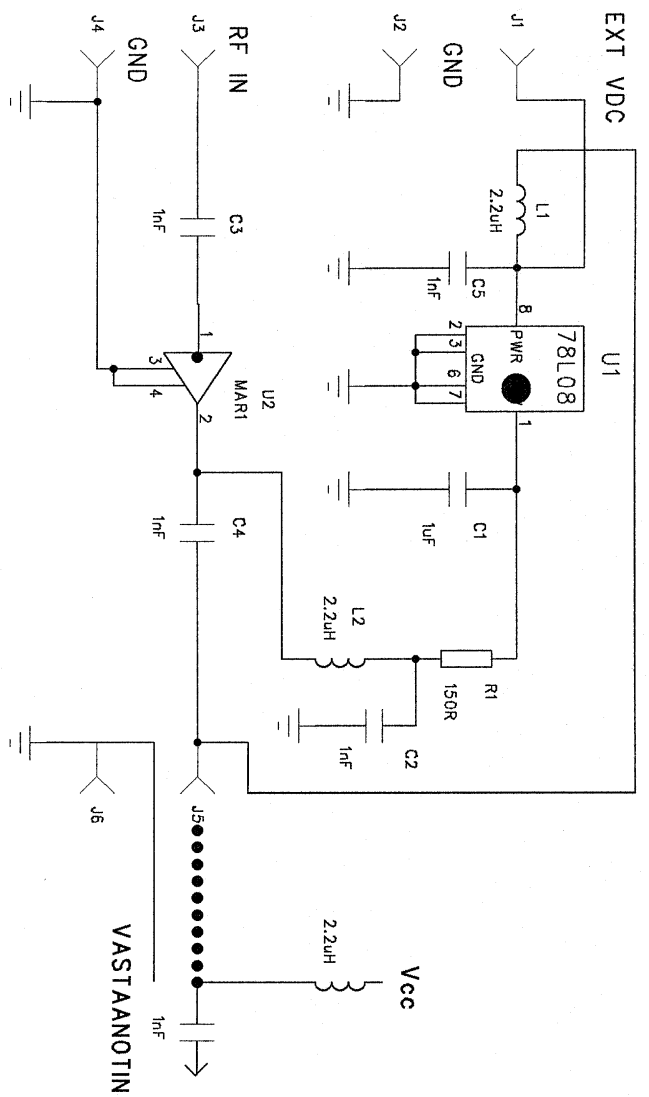 EXT VDC
J1
J2
GND
RF IN
J3
GND
J4
L1
2.2uH
C5
1nF
C3
1nF
8
PWR
2
3
6
7
GND
78L08
U1
1
1
3
4
2
U2
MAR1
C1
1uF
C4
1nF
L2
2.2uH
R1
150R
C2
1nF
J5
J6
2.2uH
Vcc
VASTAANOTIN
1nF